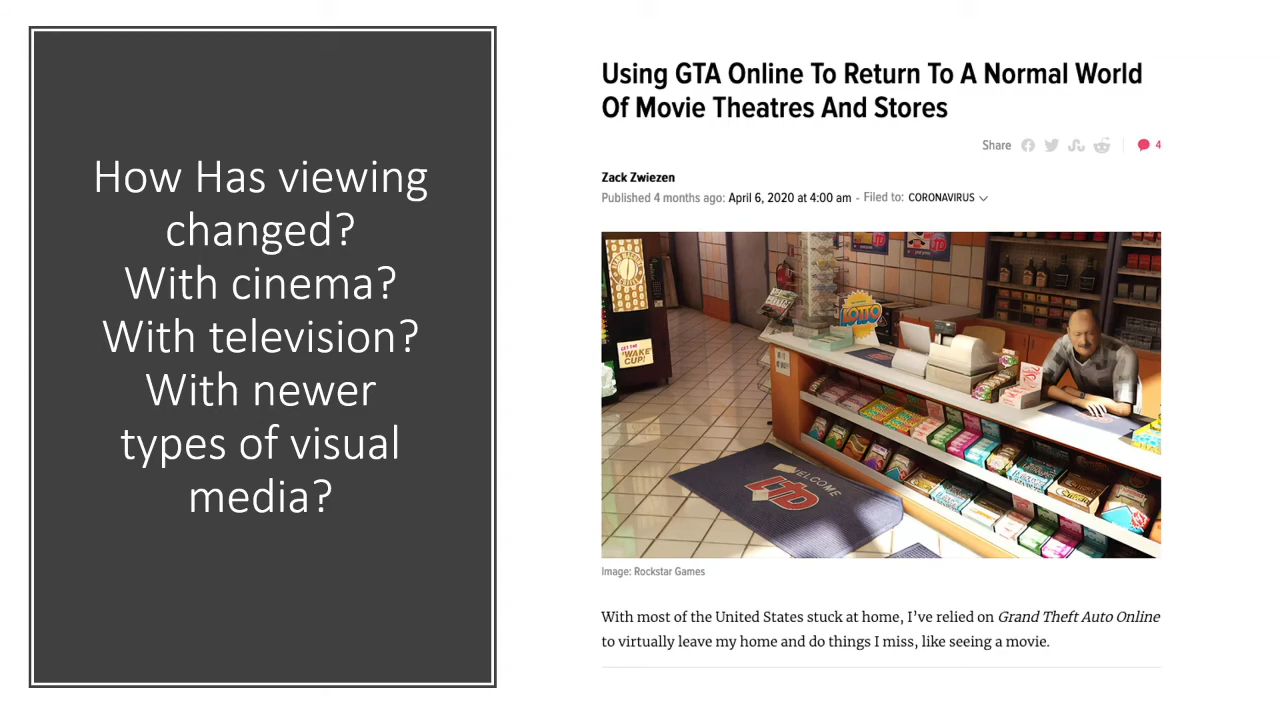 How Has viewing
changed?
With cinema?
With television?
With newer
types of visual
media?
Using GTA Online To Return To A Normal World
Of Movie Theatres And Stores
Share
4
Zack Zwiezen
Published 4 months ago: April 6, 2020 at 4:00 am - Filed to: CORONAVIRUS
GET THE
'WAKE
CUP!
LOTTO
WELCOME
LTD
Image: Rockstar Games
With most of the United States stuck at home, I've relied on Grand Theft Auto Online
to virtually leave my home and do things I miss, like seeing a movie.